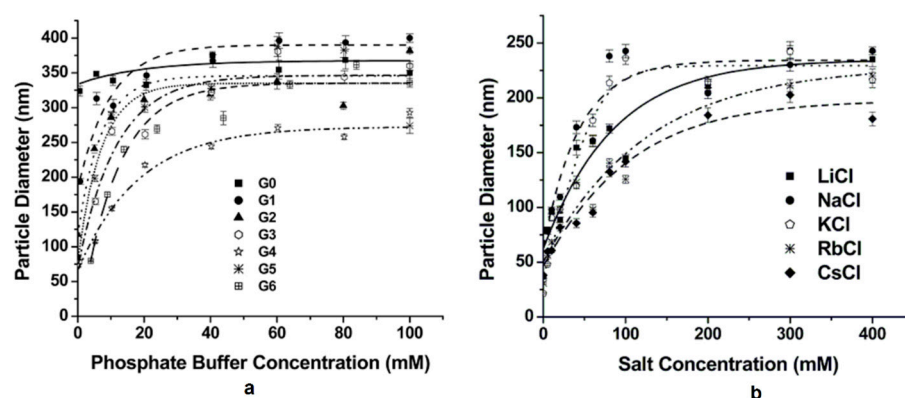 Particle Diameter (nm)
400
350
300
250
200
150
100
50
0
G0
G1
G2
G3
G4
G5
G6
0 20 40 60 80 100
Phosphate Buffer Concentration (mM)
a
Particle Diameter (nm)
250
200
150
100
50
0
LiCl
NaCl
KCl
RbCl
CsCl
0 100 200 300 400
Salt Concentration (mM)
b